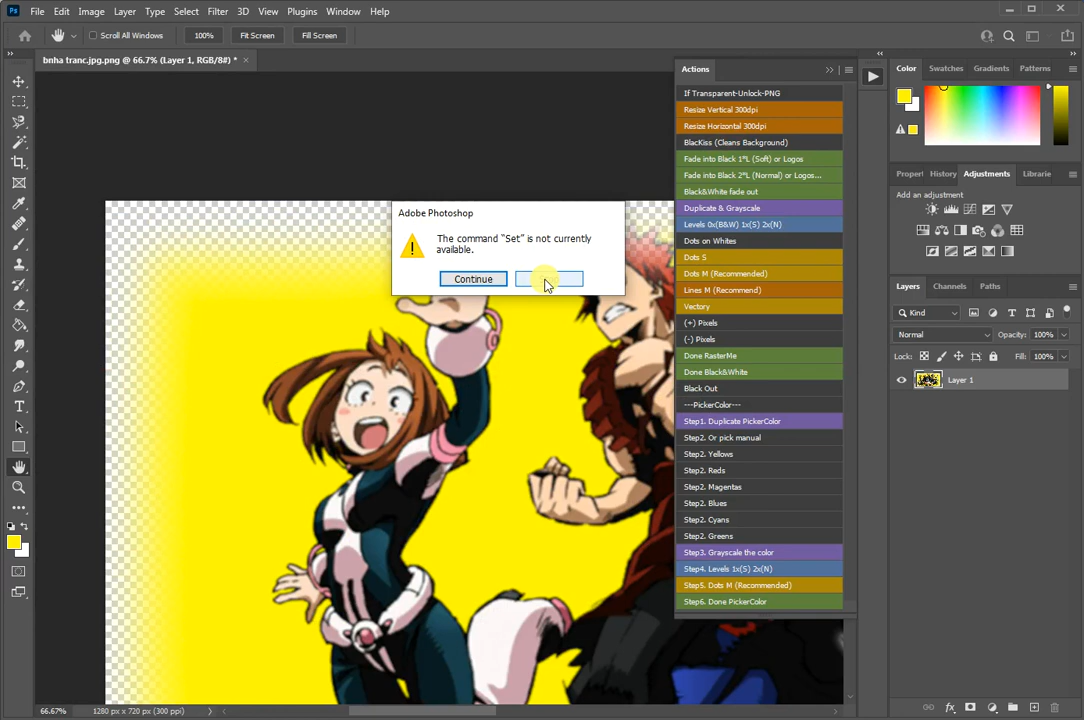 Ps File Edit Image Layer Type Select Filter 3D View Plugins Window Help
Scroll All Windows 100% Fit Screen Fill Screen
bnha tranc.jpg.png @ 66.7% (Layer 1, RGB/8#) * ×
Actions
If Transparent-Unlock-PNG
Resize Vertical 300dpi
Resize Horizontal 300dpi
BlacKiss (Cleans Background)
Fade into Black 1ºL (Soft) or Logos
Fade into Black 2ºL (Normal) or Logos...
Black&White fade out
Duplicate & Grayscale
Levels 0x(B&W) 1x(S) 2x(N)
Dots on Whites
Dots S
Dots M (Recommended)
Lines M (Recommend)
Vectory
(+) Pixels
(-) Pixels
Done RasterMe
Done Black&White
Black Out
---PickerColor---
Step1. Duplicate PickerColor
Step2. Or pick manual
Step2. Yellows
Step2. Reds
Step2. Magentas
Step2. Blues
Step2. Cyans
Step2. Greens
Step3. Grayscale the color
Step4. Levels 1x(S) 2x(N)
Step5. Dots M (Recommended)
Step6. Done PickerColor
Adobe Photoshop
The command "Set" is not currently
available.
Continue
Color Swatches Gradients Patterns
Proper History Adjustments Librarie
Add an adjustment
Layers Channels Paths
Kind
Normal Opacity: 100%
Lock: Fill: 100%
Layer 1
66.67% 1280 px x 720 px (300 ppi)